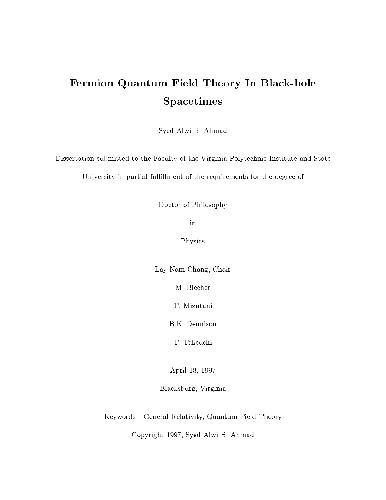 Fermion Quantum Field Theory In Black-hole
Spacetimes
Syed Alwi B. Ahmad
Dissertation submitted to the Faculty of the Virginia Polytechnic Institute and State
University in partial fulfillment of the requirements for the degree of
Doctor of Philosophy
in
Physics
Lay Nam Chang, Chair
M. Blecher
T. Mizutani
B.K. Dennison
T. Takeuchi
April 18, 1997
Blacksburg, Virginia
Keywords: General Relativity, Quantum Field Theory
Copyright 1997, Syed Alwi B. Ahmad